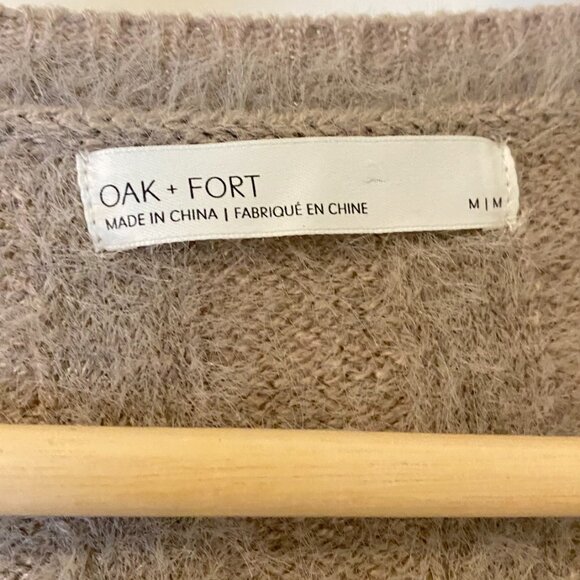 OAK + FORT
MADE IN CHINA | FABRIQUÉ EN CHINE
M | M